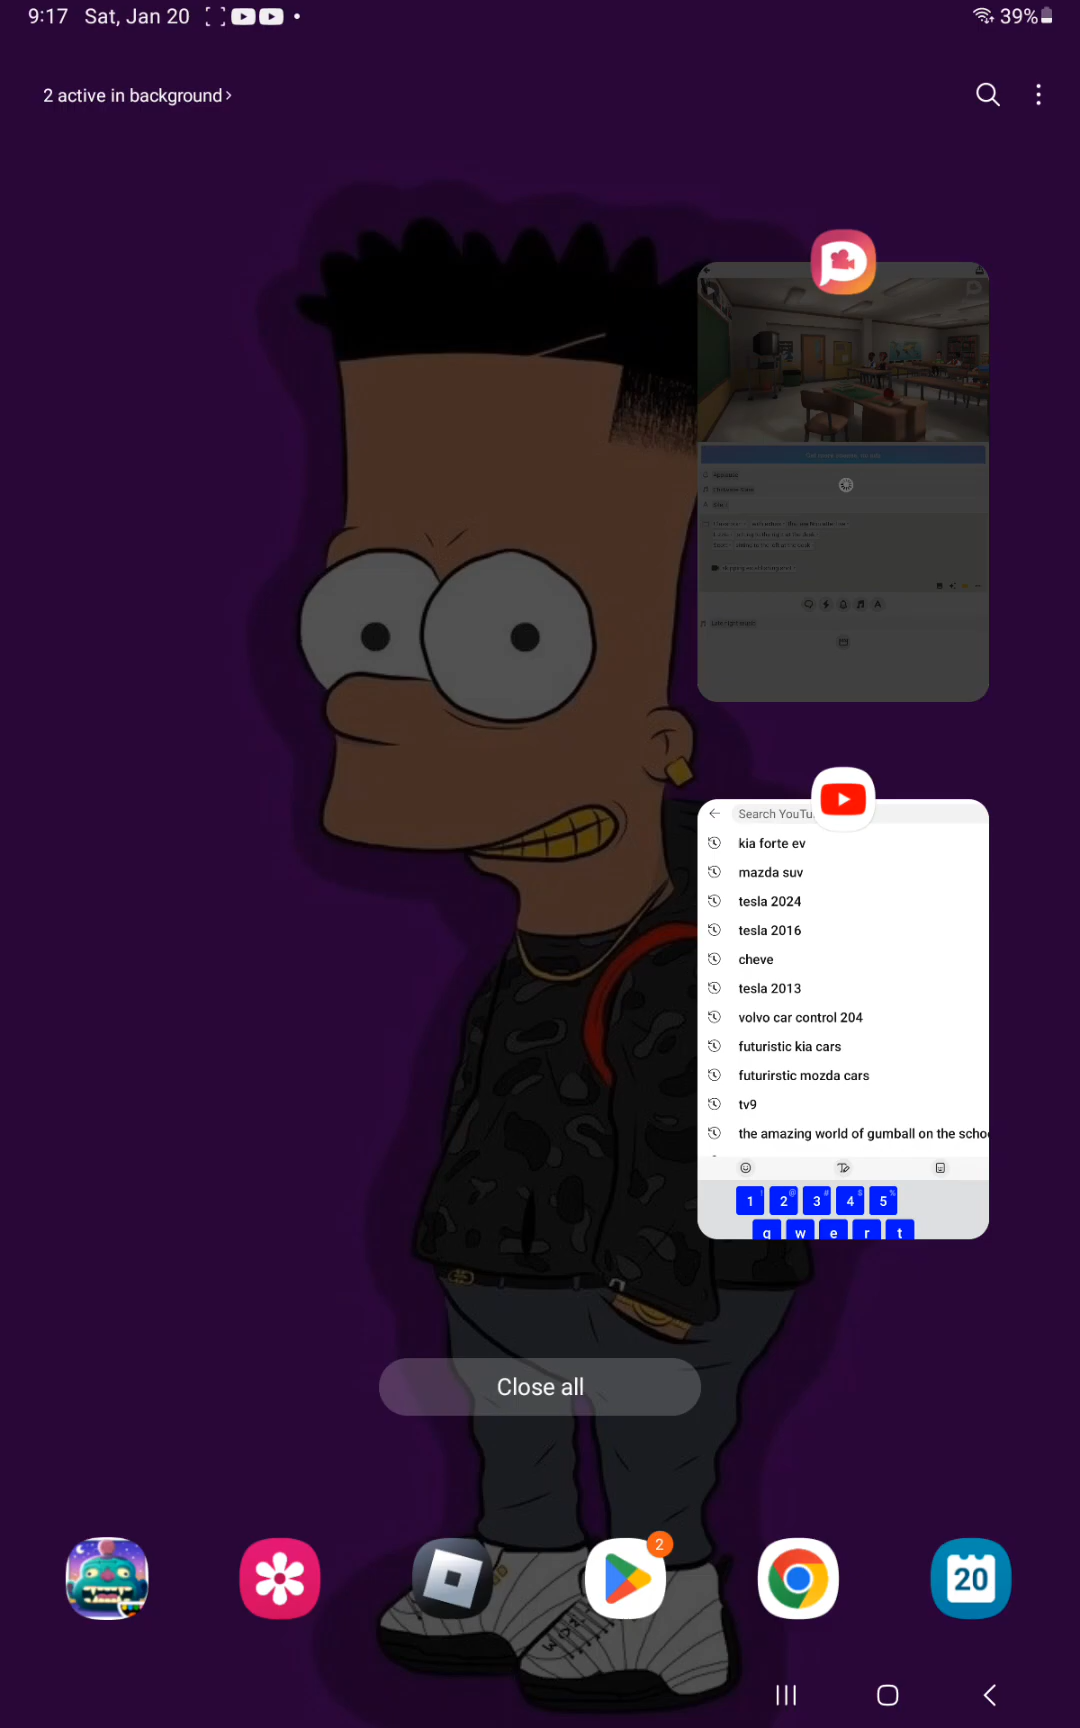 9:17 Sat, Jan 20
39%
2 active in background
Search YouTu
kia forte ev
mazda suv
tesla 2024
tesla 2016
cheve
tesla 2013
volvo car control 204
futuristic kia cars
futurirstic mozda cars
tv9
the amazing world of gumball on the schoo
1 2 3 4 5
q w e r t
Close all
2
20